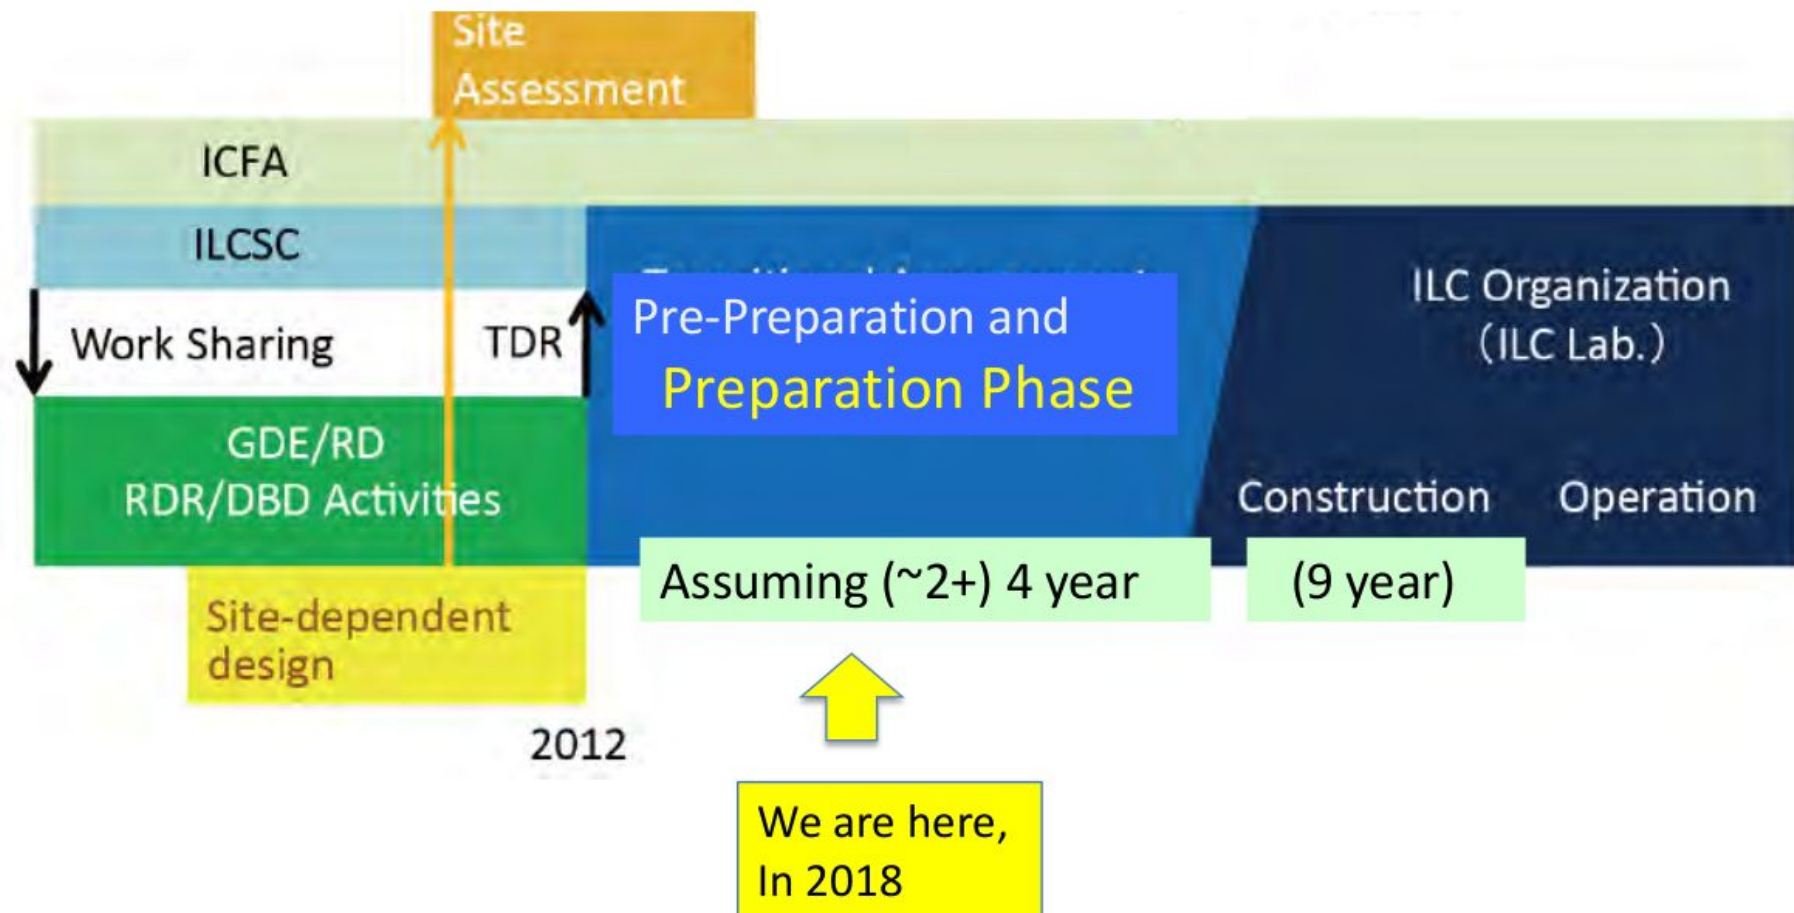 Site
Assessment
ICFA
ILCSC
Work Sharing
TDR
Pre-Preparation and
Preparation Phase
ILC Organization
(ILC Lab.)
GDE/RD
RDR/DBD Activities
Construction
Operation
Assuming (~2+) 4 year
(9 year)
Site-dependent
design
2012
We are here,
In 2018